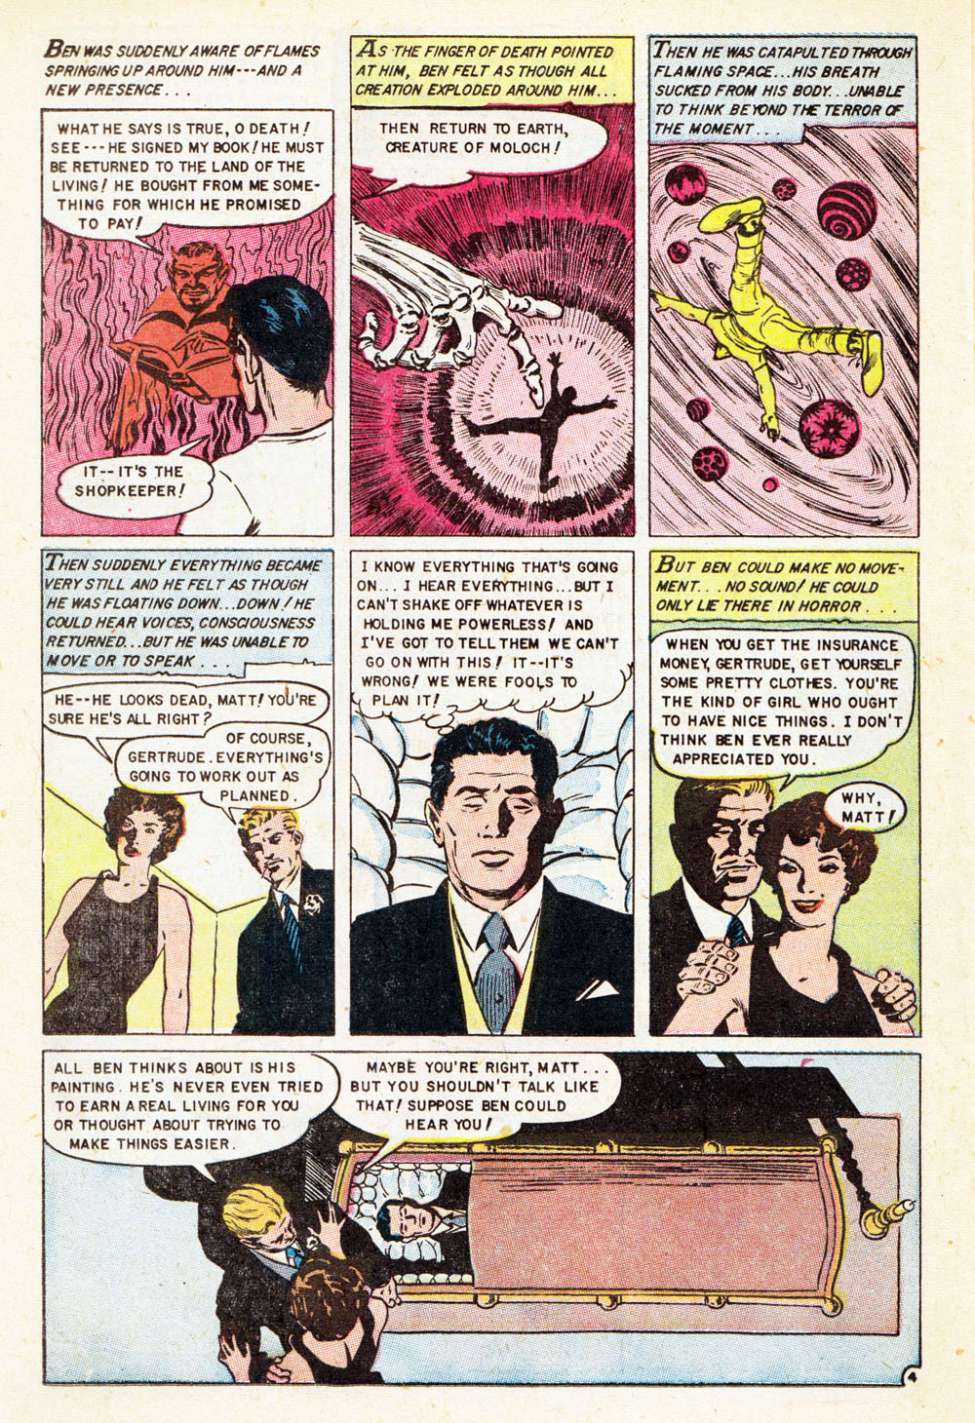 BEN WAS SUDDENLY AWARE OF FLAMES
SPRINGING UP AROUND HIM---AND A
NEW PRESENCE...
WHAT HE SAYS IS TRUE, O DEATH!
SEE---HE SIGNED MY BOOK! HE MUST
BE RETURNED TO THE LAND OF THE
LIVING! HE BOUGHT FROM ME SOME-
THING FOR WHICH HE PROMISED
TO PAY!
IT--IT'S THE
SHOPKEEPER!
AS THE FINGER OF DEATH POINTED
AT HIM, BEN FELT AS THOUGH ALL
CREATION EXPLODED AROUND HIM...
THEN RETURN TO EARTH,
CREATURE OF MOLOCH!
THEN HE WAS CATAPULTED THROUGH
FLAMING SPACE...HIS BREATH
SUCKED FROM HIS BODY...UNABLE
TO THINK BEYOND THE TERROR OF
THE MOMENT...
THEN SUDDENLY EVERYTHING BECAME
VERY STILL AND HE FELT AS THOUGH
HE WAS FLOATING DOWN...DOWN! HE
COULD HEAR VOICES, CONSCIOUSNESS
RETURNED...BUT HE WAS UNABLE TO
MOVE OR TO SPEAK...
HE--HE LOOKS DEAD, MATT! YOU'RE
SURE HE'S ALL RIGHT?
OF COURSE,
GERTRUDE. EVERYTHING'S
GOING TO WORK OUT AS
PLANNED.
I KNOW EVERYTHING THAT'S GOING
ON...I HEAR EVERYTHING...BUT I
CAN'T SHAKE OFF WHATEVER IS
HOLDING ME POWERLESS! AND
I'VE GOT TO TELL THEM WE CAN'T
GO ON WITH THIS! IT--IT'S
WRONG! WE WERE FOOLS TO
PLAN IT!
BUT BEN COULD MAKE NO MOVE-
MENT...NO SOUND! HE COULD
ONLY LIE THERE IN HORROR....
WHEN YOU GET THE INSURANCE
MONEY, GERTRUDE, GET YOURSELF
SOME PRETTY CLOTHES. YOU'RE
THE KIND OF GIRL WHO OUGHT
TO HAVE NICE THINGS. I DON'T
THINK BEN EVER REALLY
APPRECIATED YOU.
WHY,
MATT!
ALL BEN THINKS ABOUT IS HIS
PAINTING. HE'S NEVER EVEN TRIED
TO EARN A REAL LIVING FOR YOU
OR THOUGHT ABOUT TRYING TO
MAKE THINGS EASIER.
MAYBE YOU'RE RIGHT, MATT...
BUT YOU SHOULDN'T TALK LIKE
THAT! SUPPOSE BEN COULD
HEAR YOU!
4